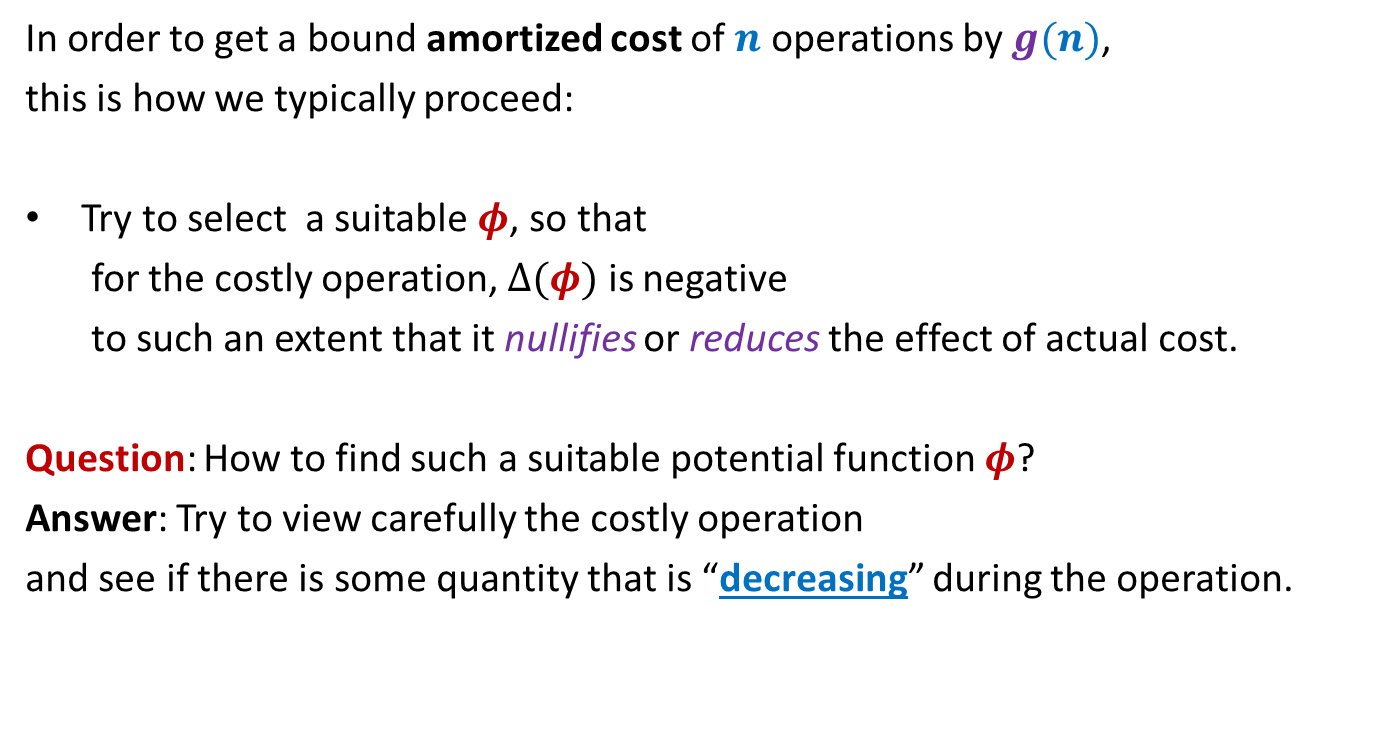 In order to get a bound amortized cost of n operations by g(n),
this is how we typically proceed:
• Try to select a suitable ϕ, so that
for the costly operation, Δ(ϕ) is negative
to such an extent that it nullifies or reduces the effect of actual cost.
Question: How to find such a suitable potential function ϕ?
Answer: Try to view carefully the costly operation
and see if there is some quantity that is “decreasing” during the operation.